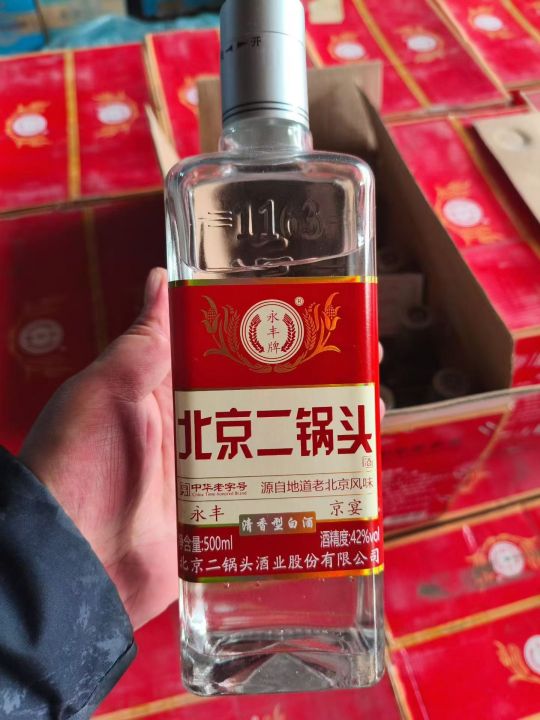 开
1163
永丰牌
®
北京二锅头
酒
中华老字号 源自地道老北京风味
China Time-honored Brand
永丰 京宴
清香型白酒
净含量:500ml 酒精度:42%vol
北京二锅头酒业股份有限公司